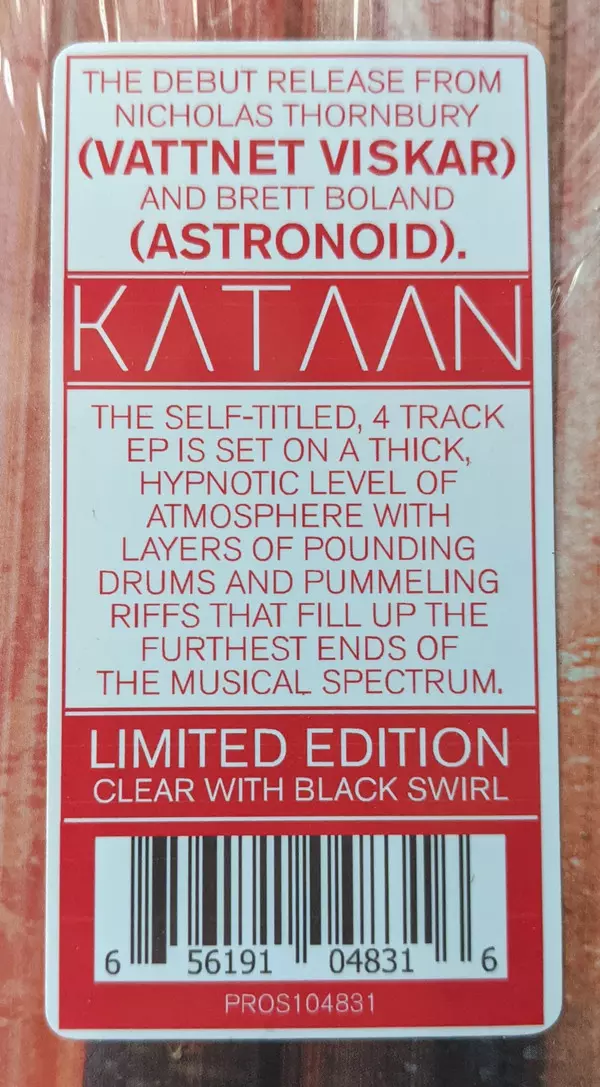 THE DEBUT RELEASE FROM
NICHOLAS THORNBURY
(VATTNET VISKAR)
AND BRETT BOLAND
(ASTRONOID).
KATAAN
THE SELF-TITLED, 4 TRACK
EP IS SET ON A THICK,
HYPNOTIC LEVEL OF
ATMOSPHERE WITH
LAYERS OF POUNDING
DRUMS AND PUMMELING
RIFFS THAT FILL UP THE
FURTHEST ENDS OF
THE MUSICAL SPECTRUM.
LIMITED EDITION
CLEAR WITH BLACK SWIRL
6 56191 04831 6
PROS104831